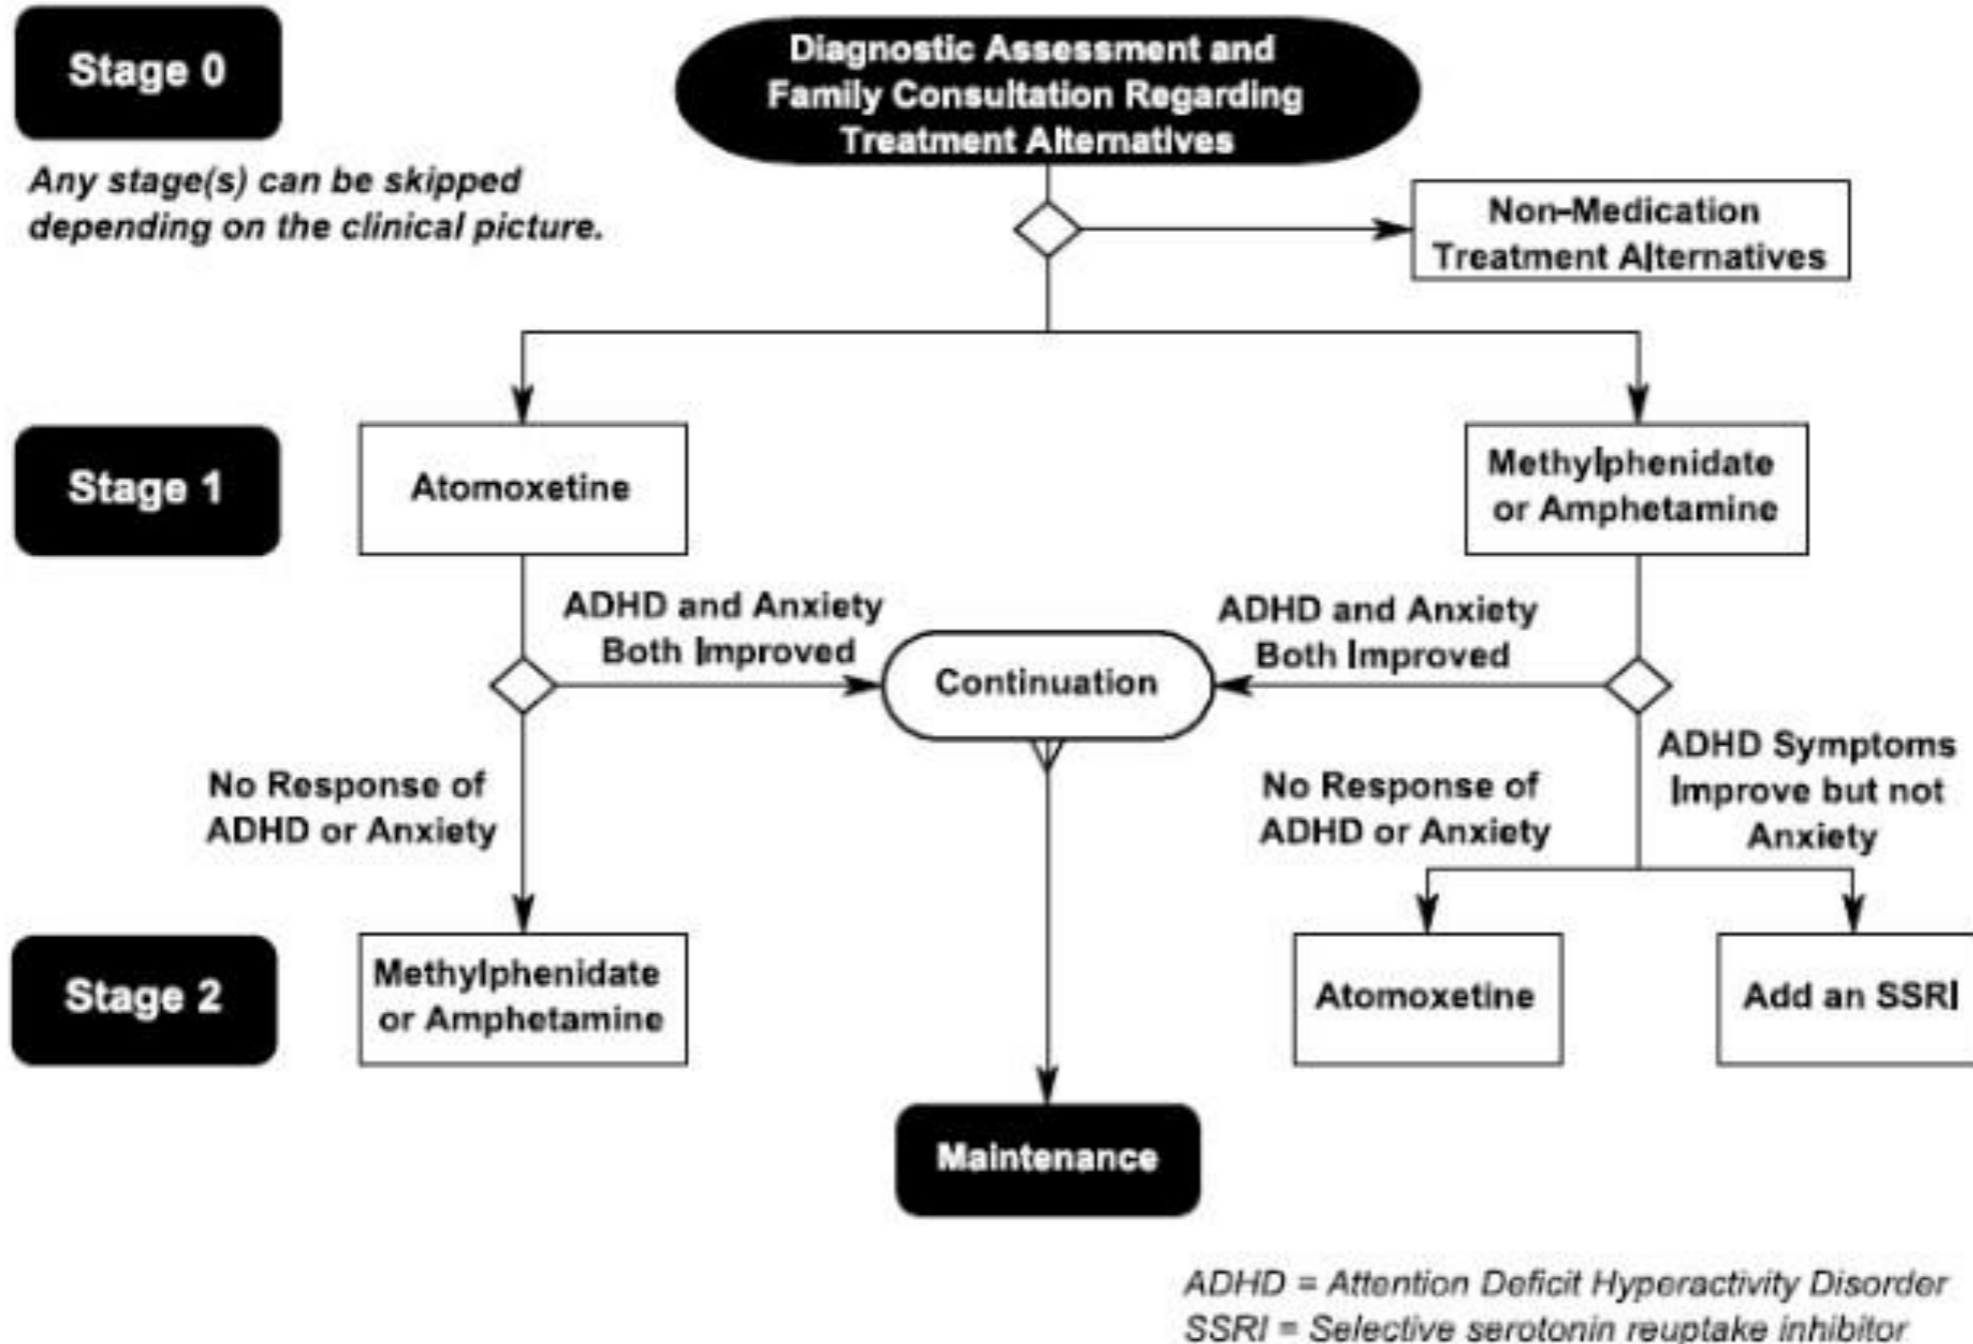 Stage 0
Diagnostic Assessment and
Family Consultation Regarding
Treatment Alternatives
Any stage(s) can be skipped
depending on the clinical picture.
Non-Medication
Treatment Alternatives
Stage 1
Atomoxetine
Methylphenidate
or Amphetamine
ADHD and Anxiety
Both Improved
Continuation
ADHD and Anxiety
Both Improved
No Response of
ADHD or Anxiety
No Response of
ADHD or Anxiety
ADHD Symptoms
Improve but not
Anxiety
Stage 2
Methylphenidate
or Amphetamine
Atomoxetine
Add an SSRI
Maintenance
ADHD = Attention Deficit Hyperactivity Disorder
SSRI = Selective serotonin reuptake inhibitor